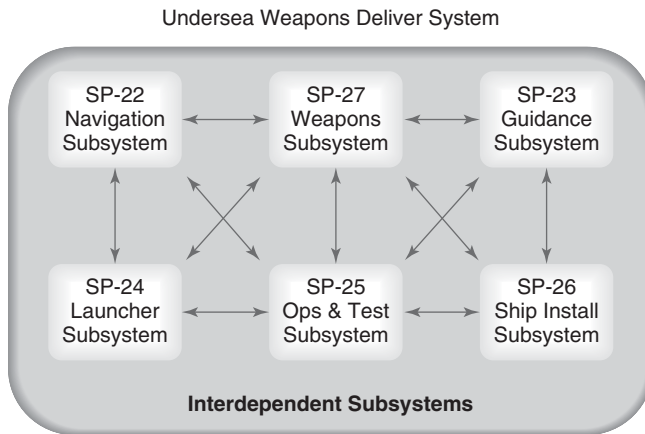 Undersea Weapons Deliver System
SP-22
Navigation
Subsystem
SP-27
Weapons
Subsystem
SP-23
Guidance
Subsystem
SP-24
Launcher
Subsystem
SP-25
Ops & Test
Subsystem
SP-26
Ship Install
Subsystem
Interdependent Subsystems